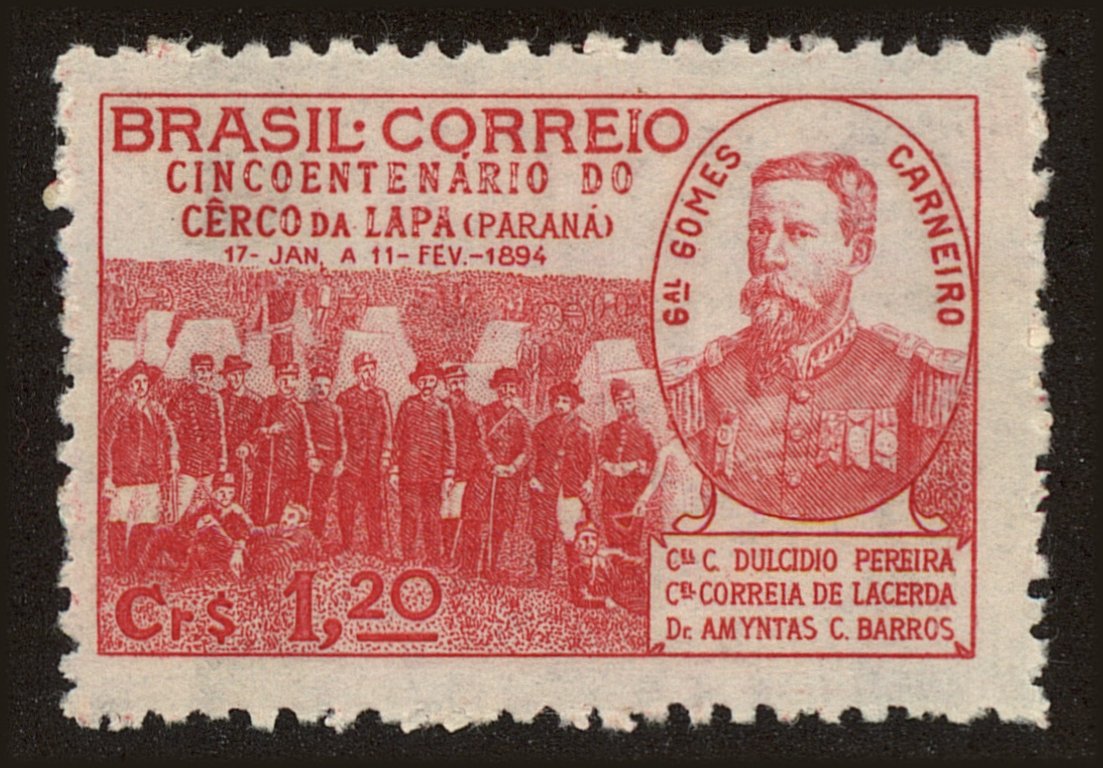 BRASIL·CORREIO
CINCOENTENÁRIO DO
CÊRCO DA LAPA (PARANÁ)
17- JAN. A 11- FÉV.-1894
GAL GOMES CARNEIRO
Cr$ 1,20
CEL C. DULCIDIO PEREIRA
CEL CORREIA DE LACERDA
Dr. AMYNTAS C. BARROS